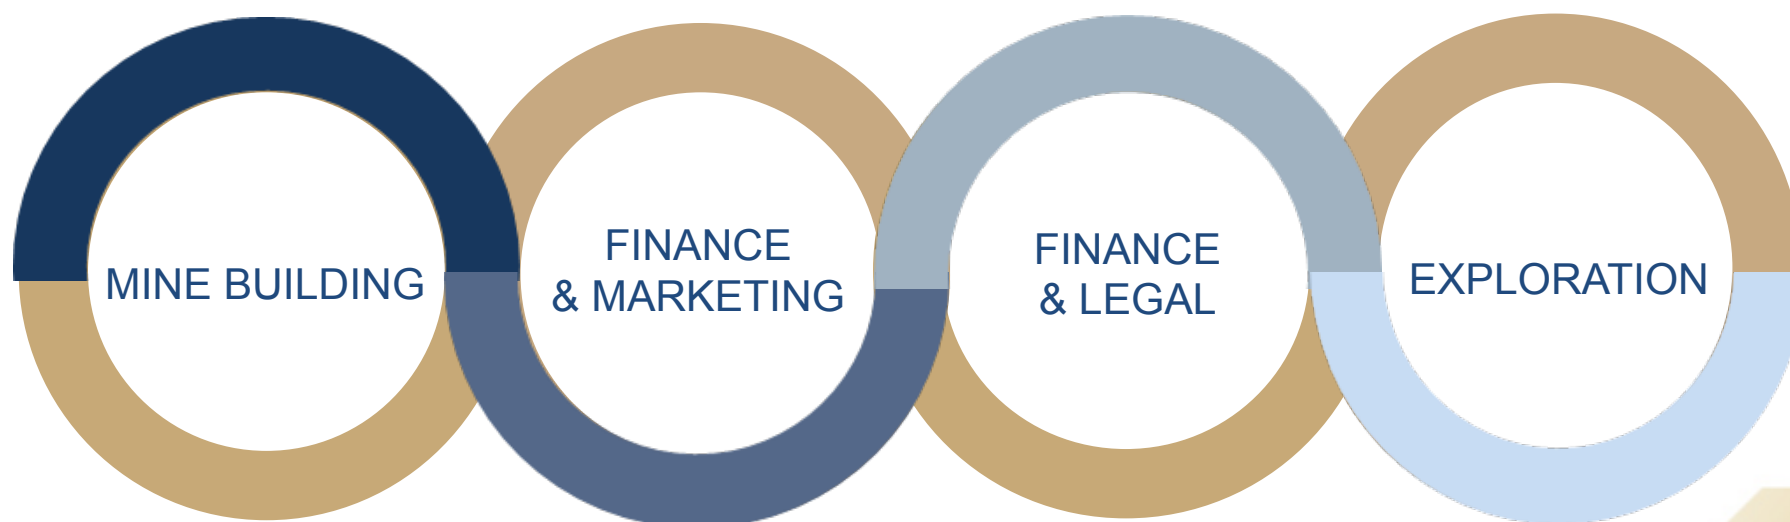 MINE BUILDING
FINANCE
& MARKETING
FINANCE
& LEGAL
EXPLORATION